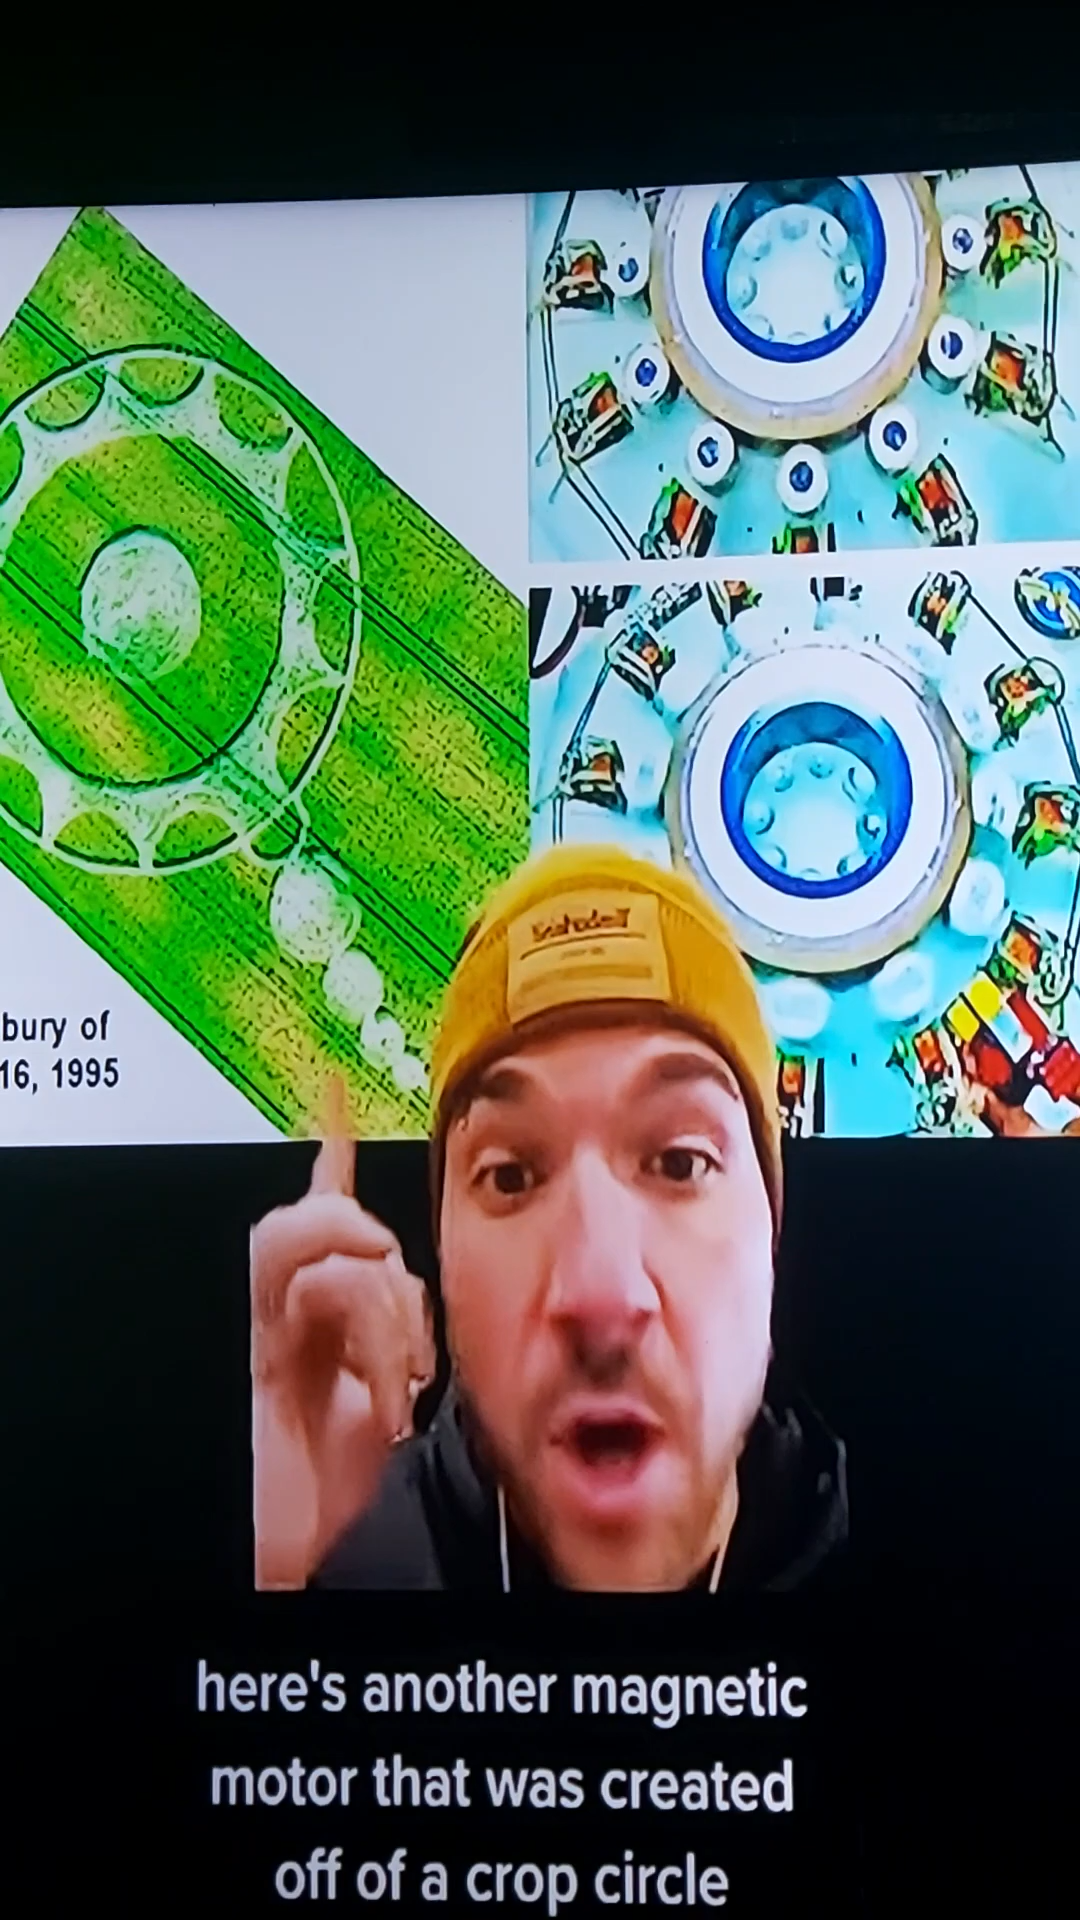 bury of
16, 1995
here's another magnetic
motor that was created
off of a crop circle